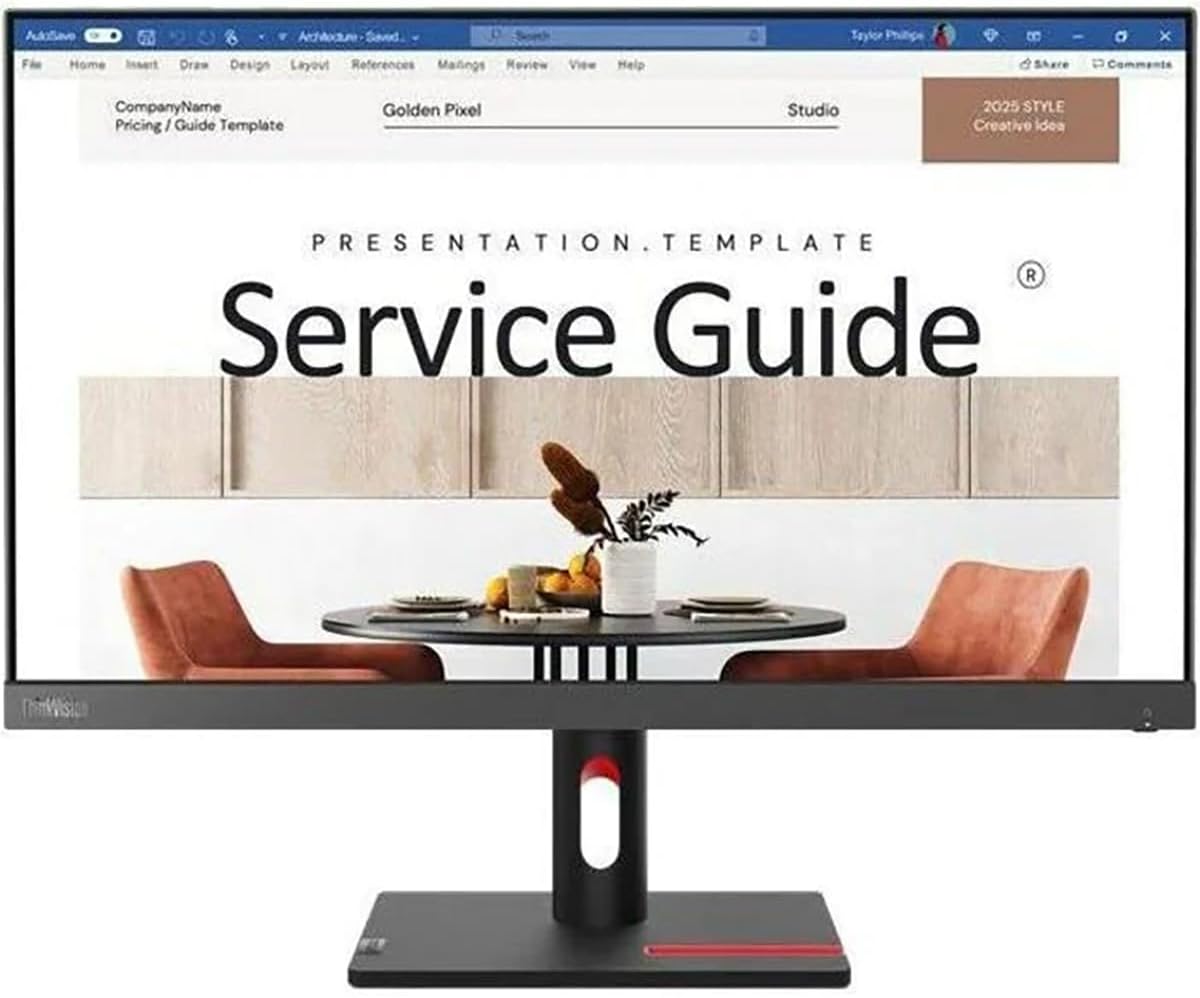 AutoSave
Architecture - Saved...
Search
Taylor Phillips
File Home Insert Draw Design Layout References Mailings Review View Help
Share Comments
CompanyName
Pricing / Guide Template
Golden Pixel
Studio
2025 STYLE
Creative Idea
PRESENTATION.TEMPLATE
Service Guide ®
ThinkVision